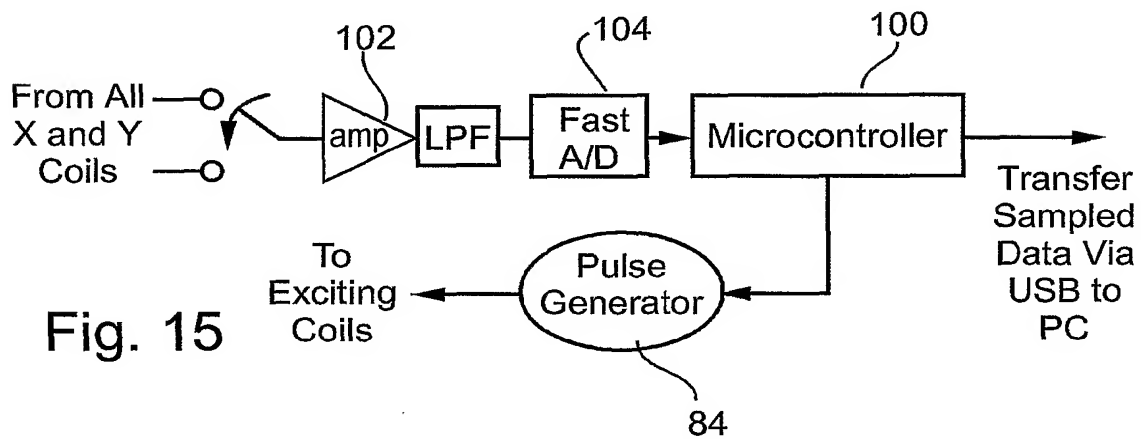 102
104
100
From All
X and Y
Coils
amp
LPF
Fast
A/D
Microcontroller
Transfer
Sampled
Data Via
USB to
PC
To
Exciting
Coils
Pulse
Generator
Fig. 15
84